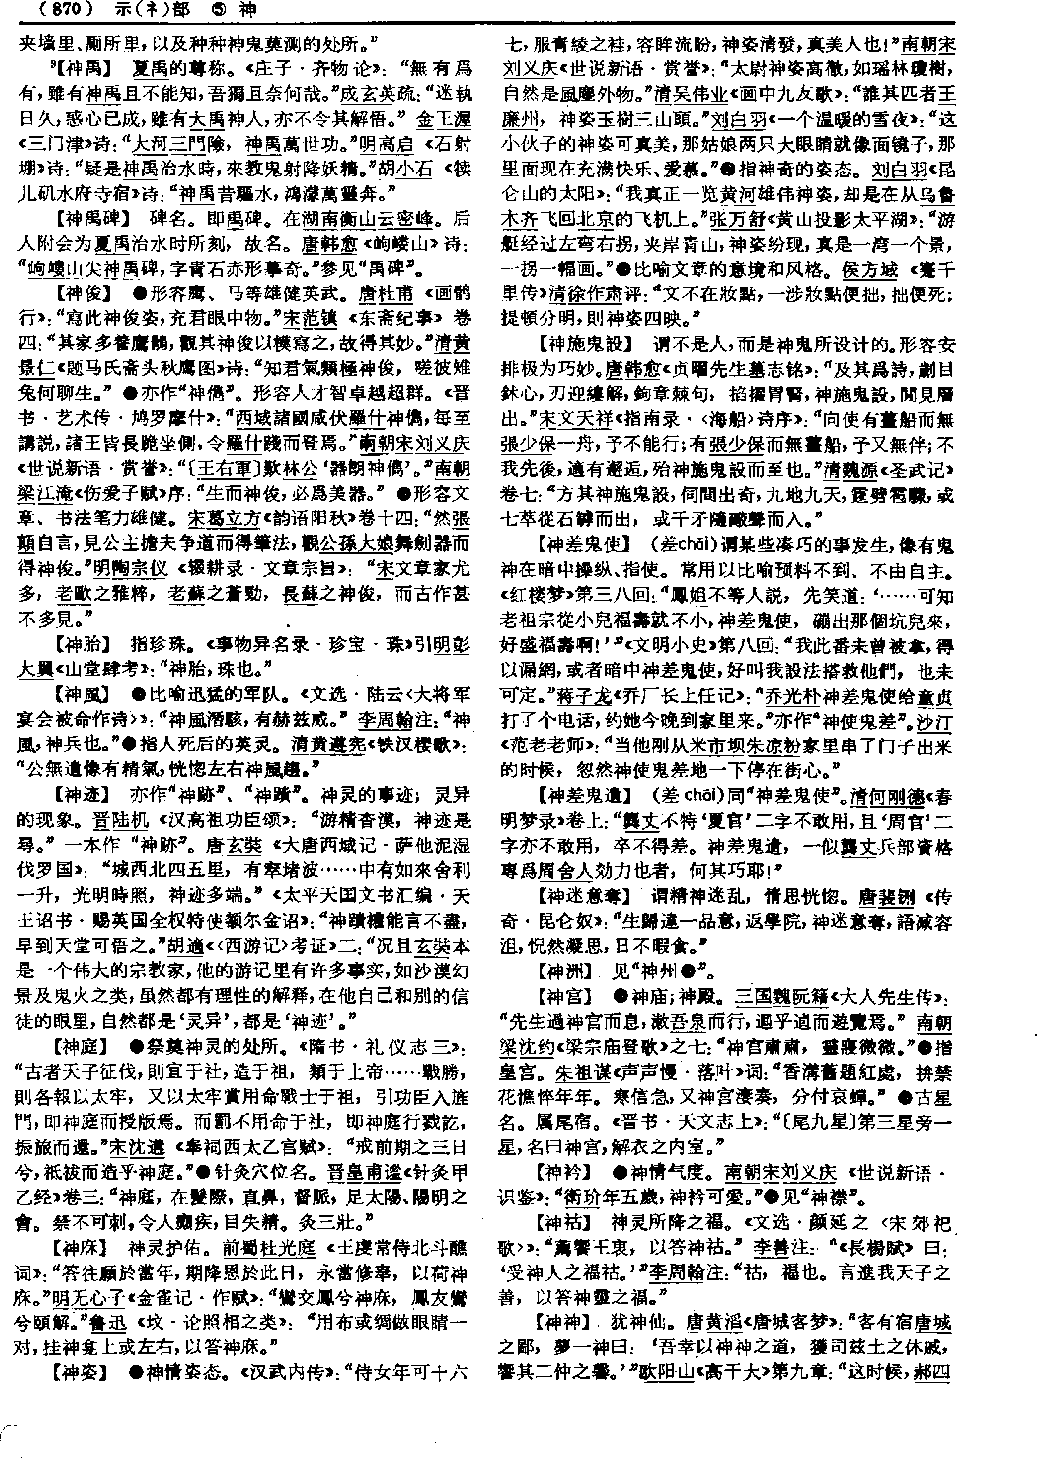 (870) 示(礻)部 ⑤ 神
夹墙里、厕所里,以及种种神鬼莫测的处所。”
【神禹】 夏禹的尊称。《庄子·齐物论》:“無有爲
有,雖有神禹且不能知,吾獨且奈何哉。”成玄英疏:“迷執
日久,惑心已成,雖有大禹神人,亦不令其解悟。” 金王渥
《三门津》诗:“大河三門險,神禹萬世功。”明高启《石射
堋》诗:“疑是神禹治水時,來教鬼射降妖精。”胡小石《犊
儿矶水府寺宿》诗:“神禹昔驅水,鴻濛萬靈奔。”
【神禹碑】 碑名。即禹碑。在湖南衡山云密峰。后
人附会为夏禹治水时所刻,故名。唐韩愈《岣嵝山》诗:
“岣嶁山尖神禹碑,字青石赤形摹奇。”参见“禹碑”。
【神俊】 ●形容鹰、马等雄健英武。唐杜甫《画鹘
行》:“寫此神俊姿,充君眼中物。”宋范镇《东斋纪事》卷
四:“其家多養鷹鶻,觀其神俊以模寫之,故得其妙。”清黄
景仁《题马氏斋头秋鹰图》诗:“知君氣類極神俊,嗟彼雉
兔何聊生。” ●亦作“神儁”。形容人才智卓越超群。《晋
书·艺术传·鸠罗摩什》:“西域諸國咸伏羅什神儁,每至
講説,諸王皆長跪坐側,令羅什踐而登焉。”南朝宋刘义庆
《世说新语·赏誉》:“〔王右軍〕歎林公‘器朗神儁’。”南朝
梁江淹《伤爱子赋》序:“生而神俊,必爲美器。” ●形容文
章、书法笔力雄健。宋葛立方《韵语阳秋》卷十四:“然張
顛自言,見公主擔夫争道而得筆法,觀公孫大娘舞劍器而
得神俊。”明陶宗仪《辍耕录·文章宗旨》:“宋文章家尤
多,老歐之雅粹,老蘇之蒼勁,長蘇之神俊,而古作甚
不多見。”
【神胎】 指珍珠。《事物异名录·珍宝·珠》引明彭
大翼《山堂肆考》:“神胎,珠也。”
【神風】 ●比喻迅猛的军队。《文选·陆云〈大将军
宴会被命作诗〉》:“神風潛駭,有赫兹威。” 李周翰注:“神
風,神兵也。”●指人死后的英灵。清黄遵宪《铁汉楼歌》:
“公無遺像有精氣,恍惚左右神風趨。”
【神迹】 亦作“神跡”、“神蹟”。神灵的事迹;灵异
的现象。晋陆机《汉高祖功臣颂》:“游精杳漠,神迹是
尋。” 一本作“神跡”。唐玄奘《大唐西域记·萨他泥湿
伐罗国》:“城西北四五里,有窣堵波……中有如來舍利
一升,光明時照,神迹多端。”《太平天国文书汇编·天
王诏书·赐英国全权特使额尔金诏》:“神蹟權能言不盡,
早到天堂可悟之。”胡適《〈西游记〉考证》二:“况且玄奘本
是一个伟大的宗教家,他的游记里有许多事实,如沙漠幻
景及鬼火之类,虽然都有理性的解释,在他自己和别的信
徒的眼里,自然都是‘灵异’,都是‘神迹’。”
【神庭】 ●祭奠神灵的处所。《隋书·礼仪志三》:
“古者天子征伐,則宜于社,造于祖,類于上帝……戰勝,
則各報以太牢,又以太牢賞用命戰士于祖,引功臣入旌
門,即神庭而授版焉。而罰不用命于社,即神庭行戮訖,
振旅而還。”宋沈遘《奉祠西太乙宫赋》:“戒前期之三日
兮,祗祓而造乎神庭。”●针灸穴位名。晋皇甫谧《针灸甲
乙经》卷三:“神庭,在髮際,直鼻,督脈,足太陽、陽明之
會。禁不可刺,令人癲疾,目失精。灸三壯。”
【神庥】 神灵护佑。前蜀杜光庭《王虔常侍北斗醮
词》:“答往願於當年,期降恩於此日,永當修奉,以荷神
庥。”明无心子《金雀记·作赋》:“鸞交鳳兮神庥,鳳友鸞
兮頤解。”鲁迅《坟·论照相之类》:“用布或绸做眼睛一
对,挂神龛上或左右,以答神庥。”
【神姿】 ●神情姿态。《汉武内传》:“侍女年可十六
七,服青綾之袿,容眸流盼,神姿清發,真美人也!”南朝宋
刘义庆《世说新语·赏誉》:“太尉神姿高徹,如瑶林瓊樹,
自然是風塵外物。”清吴伟业《画中九友歌》:“誰其匹者王
廉州,神姿玉樹三山頭。”刘白羽《一个温暖的雪夜》:“这
小伙子的神姿可真美,那姑娘两只大眼睛就像面镜子,那
里面现在充满快乐、爱慕。”●指神奇的姿态。刘白羽《昆
仑山的太阳》:“我真正一览黄河雄伟神姿,却是在从乌鲁
木齐飞回北京的飞机上。”张万舒《黄山投影太平湖》:“游
艇经过左弯右拐,夹岸青山,神姿纷现,真是一湾一个景,
一拐一幅画。”●比喻文章的意境和风格。侯方域《蹇千
里传》清徐作肃评:“文不在妝點,一涉妝點便拙,拙便死;
提頓分明,則神姿四映。”
【神施鬼設】 谓不是人,而是神鬼所设计的。形容安
排极为巧妙。唐韩愈《贞曜先生墓志铭》:“及其爲詩,劌目
鉥心,刃迎縷解,鉤章棘句,掐擢胃腎,神施鬼設,間見層
出。”宋文天祥《指南录·〈海船〉诗序》:“向使有薑船而無
張少保一舟,予不能行;有張少保而無薑船,予又無伴;不
我先後,適有邂逅,殆神施鬼設而至也。”清魏源《圣武记》
卷七:“方其神施鬼設,伺間出奇,九地九天,霆劈雹驟,或
七萃從石罅而出,或千矛隨礮聲而入。”
【神差鬼使】 (差chāi)谓某些凑巧的事发生,像有鬼
神在暗中操纵、指使。常用以比喻预料不到、不由自主。
《红楼梦》第三八回:“鳳姐不等人説,先笑道:‘……可知
老祖宗從小兒福壽就不小,神差鬼使,碰出那個坑兒來,
好盛福壽啊!’”《文明小史》第八回:“我此番未曾被拿,得
以漏網,或者暗中神差鬼使,好叫我設法搭救他們,也未
可定。”蒋子龙《乔厂长上任记》:“乔光朴神差鬼使给童贞
打了个电话,约她今晚到家里来。”亦作“神使鬼差”。沙汀
《范老老师》:“当他刚从米市坝朱凉粉家里串了门子出来
的时候,忽然神使鬼差地一下停在街心。”
【神差鬼遣】 (差 chāi)同“神差鬼使”。清何刚德《春
明梦录》卷上:“龔丈不特‘夏官’二字不敢用,且‘周官’二
字亦不敢用,卒不得差。神差鬼遣,一似龔丈兵部資格
專爲周舍人効力也者,何其巧耶!”
【神迷意奪】 谓精神迷乱,情思恍惚。唐裴铏《传
奇·昆仑奴》:“生歸達一品意,返學院,神迷意奪,語減容
沮,怳然凝思,日不暇食。”
【神洲】 见“神州●”。
【神宫】 ●神庙;神殿。三国魏阮籍《大人先生传》:
“先生過神宫而息,漱吾泉而行,迴乎逌而遊覽焉。” 南朝
梁沈约《梁宗庙登歌》之七:“神宫肅肅,靈寢微微。”●指
皇宫。朱祖谋《声声慢·落叶》词:“香溝舊題紅處,拚禁
花憔悴年年。寒信急,又神宫淒奏,分付哀蟬。” ●古星
名。属尾宿。《晋书·天文志上》:“〔尾九星〕第三星旁一
星,名曰神宫,解衣之内室。”
【神衿】 ●神情气度。南朝宋刘义庆《世说新语·
识鉴》:“衛玠年五歲,神衿可愛。”●见“神襟”。
【神祜】 神灵所降之福。《文选·颜延之〈宋郊祀
歌〉》:“薦饗王衷,以答神祜。” 李善注:“《長楊賦》曰:
‘受神人之福祜。’”李周翰注:“祜,福也。言進我天子之
善,以答神靈之福。”
【神神】 犹神仙。唐黄滔《唐城客梦》:“客有宿唐城
之郾,夢一神曰:‘吾幸以神神之道,獲司兹土之休戚,
饗其二仲之馨。’”欧阳山《高干大》第九章:“这时候,郝四